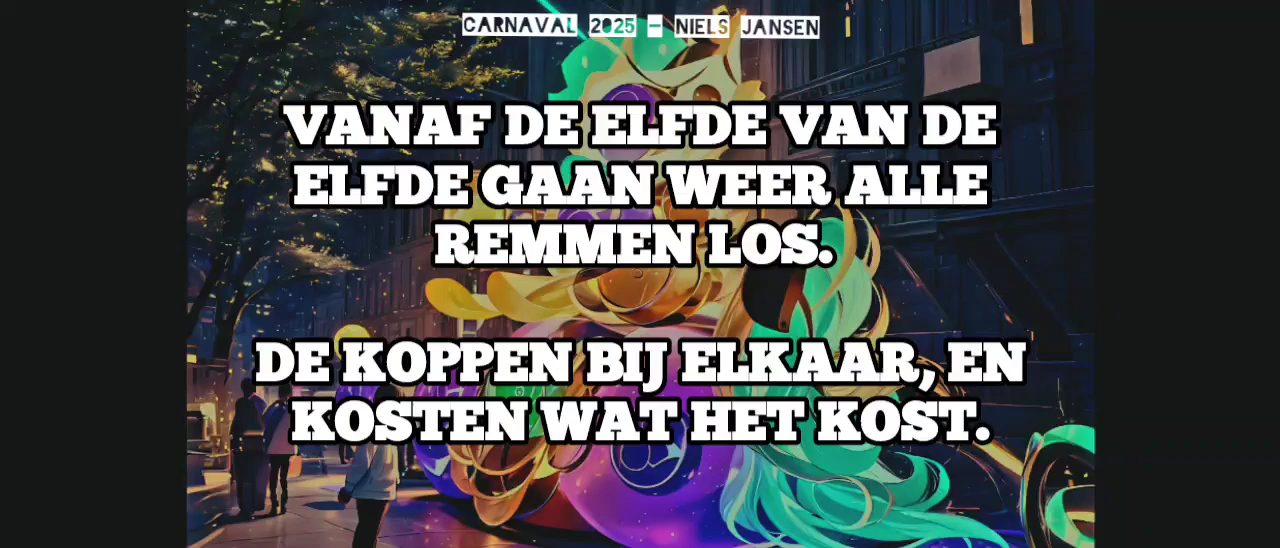 CARNAVAL 2025 - NIELS JANSEN
VANAF DE ELFDE VAN DE
ELFDE GAAN WEER ALLE
REMMEN LOS.
DE KOPPEN BIJ ELKAAR, EN
KOSTEN WAT HET KOST.